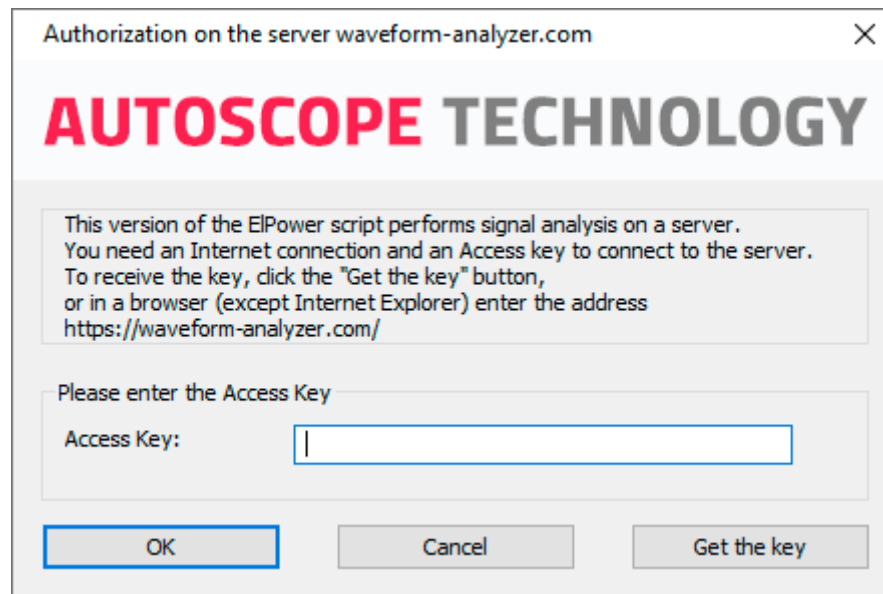 Authorization on the server waveform-analyzer.com
AUTOSCOPE TECHNOLOGY
This version of the ElPower script performs signal analysis on a server.
You need an Internet connection and an Access key to connect to the server.
To receive the key, click the "Get the key" button,
or in a browser (except Internet Explorer) enter the address
https://waveform-analyzer.com/
Please enter the Access Key
Access Key:
OK
Cancel
Get the key